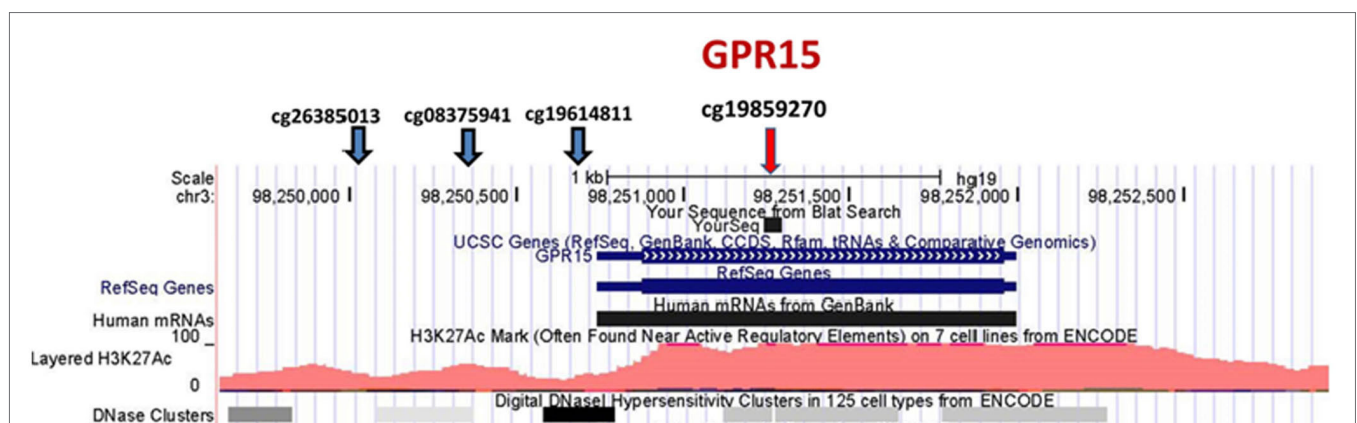 GPR15
cg26385013 cg08375941 cg19614811 cg19859270
Scale 1 kb hg19
chr3: 98,250,000 98,250,500 98,251,000 98,251,500 98,252,000 98,252,500
Your Sequence from Blat Search
YourSeq
UCSC Genes (RefSeq, GenBank, CCDS, Rfam, tRNAs & Comparative Genomics)
GPR15
RefSeq Genes
RefSeq Genes
Human mRNAs from GenBank
Human mRNAs
100
H3K27Ac Mark (Often Found Near Active Regulatory Elements) on 7 cell lines from ENCODE
Layered H3K27Ac
0
Digital DNaseI Hypersensitivity Clusters in 125 cell types from ENCODE
DNase Clusters